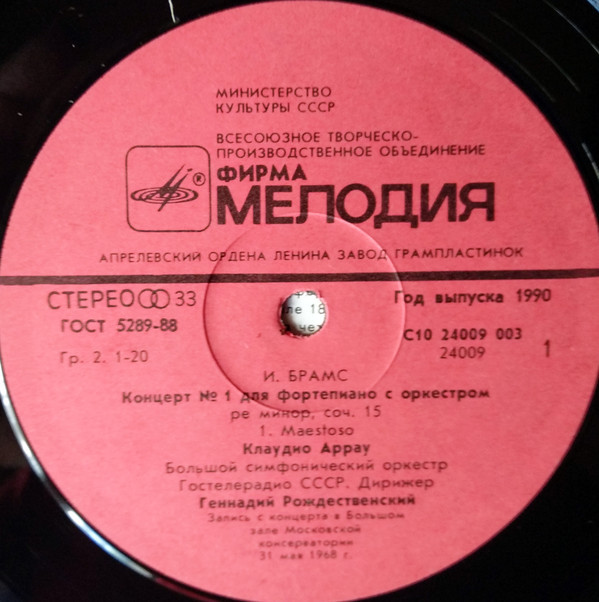 МИНИСТЕРСТВО
КУЛЬТУРЫ СССР
ВСЕСОЮЗНОЕ ТВОРЧЕСКО-
ПРОИЗВОДСТВЕННОЕ ОБЪЕДИНЕНИЕ
ФИРМА
®
МЕЛОДИЯ
АПРЕЛЕВСКИЙ ОРДЕНА ЛЕНИНА ЗАВОД ГРАМПЛАСТИНОК
СТЕРЕО 33
Год выпуска 1990
ГОСТ 5289-88
С10 24009 003
Гр. 2. 1-20
24009
1
И. БРАМС
Концерт № 1 для фортепиано с оркестром
ре минор, соч. 15
1. Maestoso
Клаудио Аррау
Большой симфонический оркестр
Гостелерадио СССР. Дирижер
Геннадий Рождественский
Запись с концерта в Большом
зале Московской
консерватории
31 мая 1968 г.